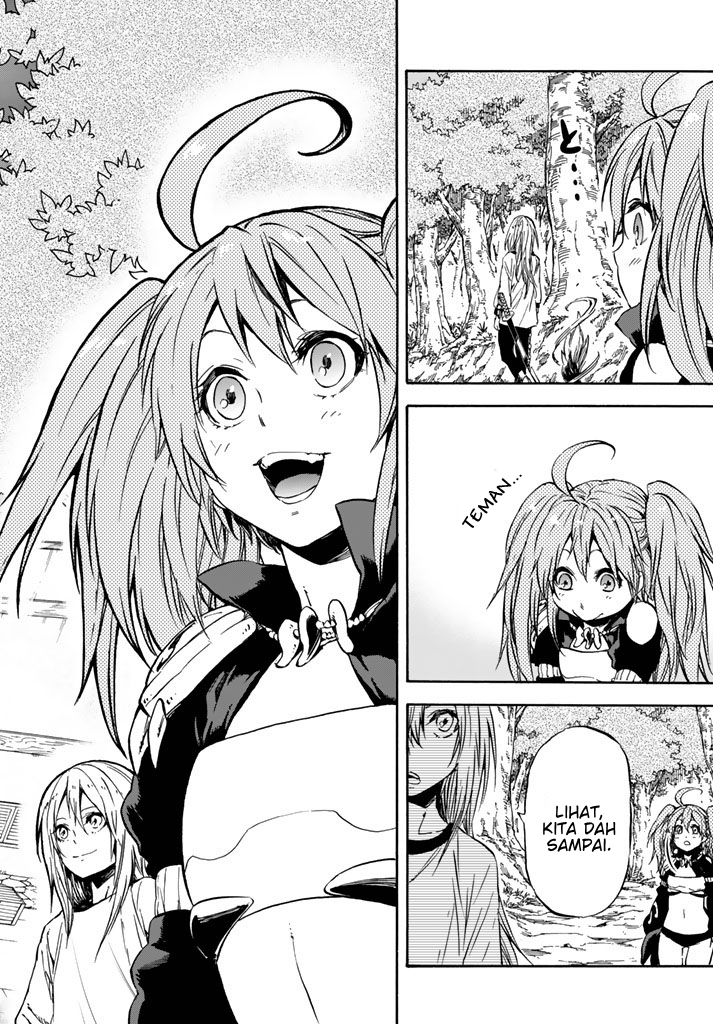 と…
TEMAN...
LIHAT,
KITA DAH
SAMPAI.